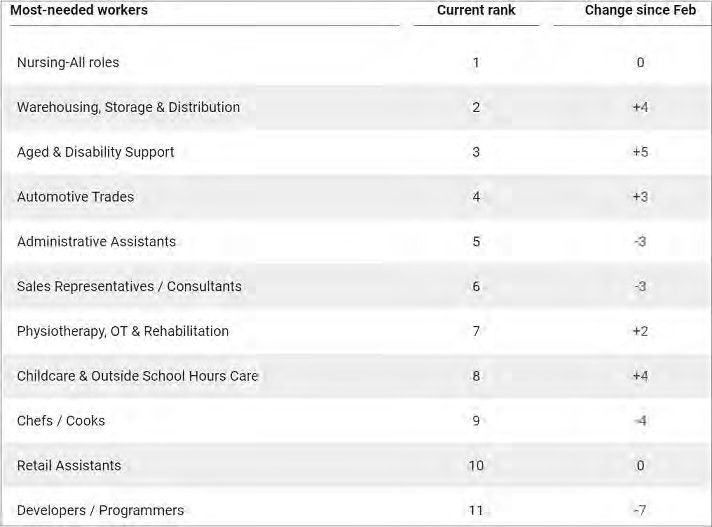 Most-needed workers Current rank Change since Feb
Nursing-All roles 1 0
Warehousing, Storage & Distribution 2 +4
Aged & Disability Support 3 +5
Automotive Trades 4 +3
Administrative Assistants 5 -3
Sales Representatives / Consultants 6 -3
Physiotherapy, OT & Rehabilitation 7 +2
Childcare & Outside School Hours Care 8 +4
Chefs / Cooks 9 -4
Retail Assistants 10 0
Developers / Programmers 11 -7